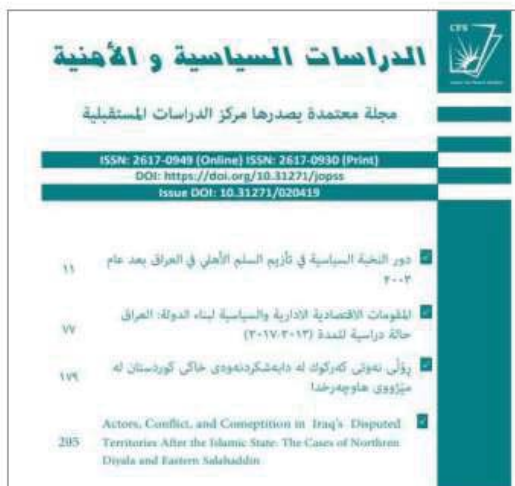 CFS
الدراسات السياسية و الأمنية
مجلة معتمدة يصدرها مركز الدراسات المستقبلية
ISSN: 2617-0949 (Online) ISSN: 2617-0930 (Print)
DOI: https://doi.org/10.31271/jopss
Issue DOI: 10.31271/020419
دور النخبة السياسية في تأزيم السلم الأهلي في العراق بعد عام ١١
٢٠٠٣
المقومات الاقتصادية الادارية والسياسية لبناء الدولة: العراق ٧٧
حالة دراسية للمدة (٢٠١٣-٢٠١٧)
ڕۆڵی نەوتی کەرکوک لە دابەشکردنەوەی خاکی کوردستان لە ١٧٩
مێژووی هاوچەرخدا
Actors, Conflict, and Comeptition in Iraq's Disputed
Territories After the Islamic State: The Cases of Northren 295
Diyala and Eastern Salahaddin